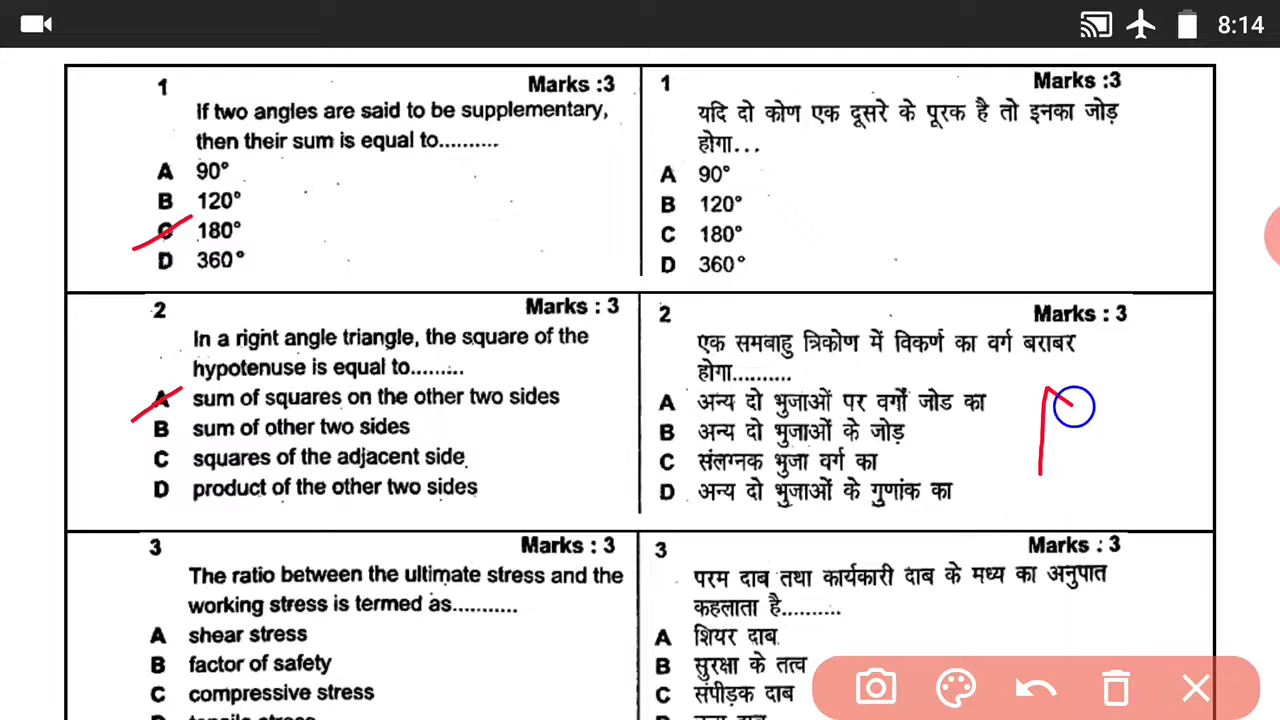 8:14
1 Marks :3
If two angles are said to be supplementary,
then their sum is equal to..........
A 90°
B 120°
C 180°
D 360°
1 Marks :3
यदि दो कोण एक दूसरे के पूरक है तो इनका जोड़
होगा...
A 90°
B 120°
C 180°
D 360°
2 Marks : 3
In a right angle triangle, the square of the
hypotenuse is equal to.........
A sum of squares on the other two sides
B sum of other two sides
C squares of the adjacent side
D product of the other two sides
2 Marks : 3
एक समबाहु त्रिकोण में विकर्ण का वर्ग बराबर
होगा..........
A अन्य दो भुजाओं पर वर्गों जोड का
B अन्य दो भुजाओं के जोड़
C संलग्नक भुजा वर्ग का
D अन्य दो भुजाओं के गुणांक का
3 Marks : 3
The ratio between the ultimate stress and the
working stress is termed as...........
A shear stress
B factor of safety
C compressive stress
D tensile stress
3 Marks : 3
परम दाब तथा कार्यकारी दाब के मध्य का अनुपात
कहलाता है..........
A शियर दाब
B सुरक्षा के तत्व
C संपीड़क दाब